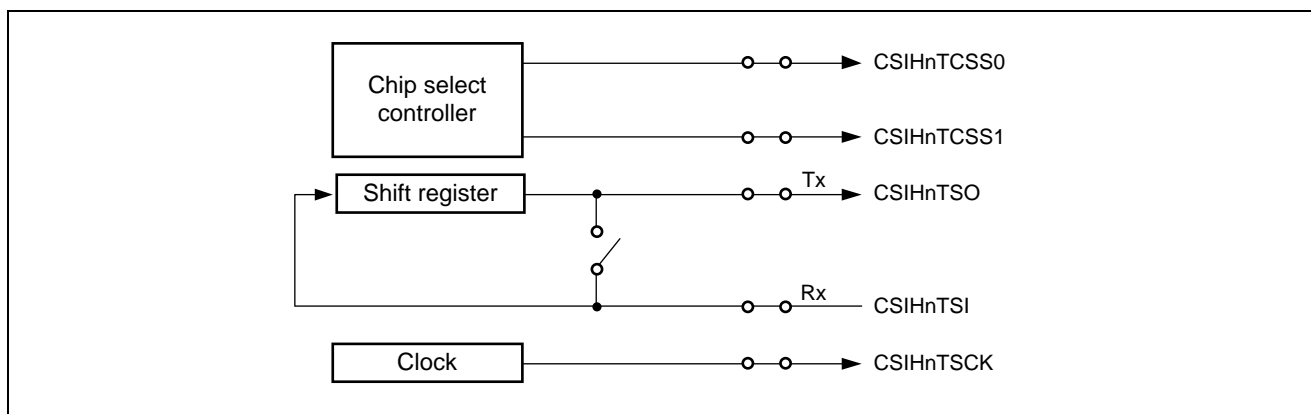 Chip select
controller
CSIHnTCSS0
CSIHnTCSS1
Shift register
Tx
CSIHnTSO
Rx
CSIHnTSI
Clock
CSIHnTSCK